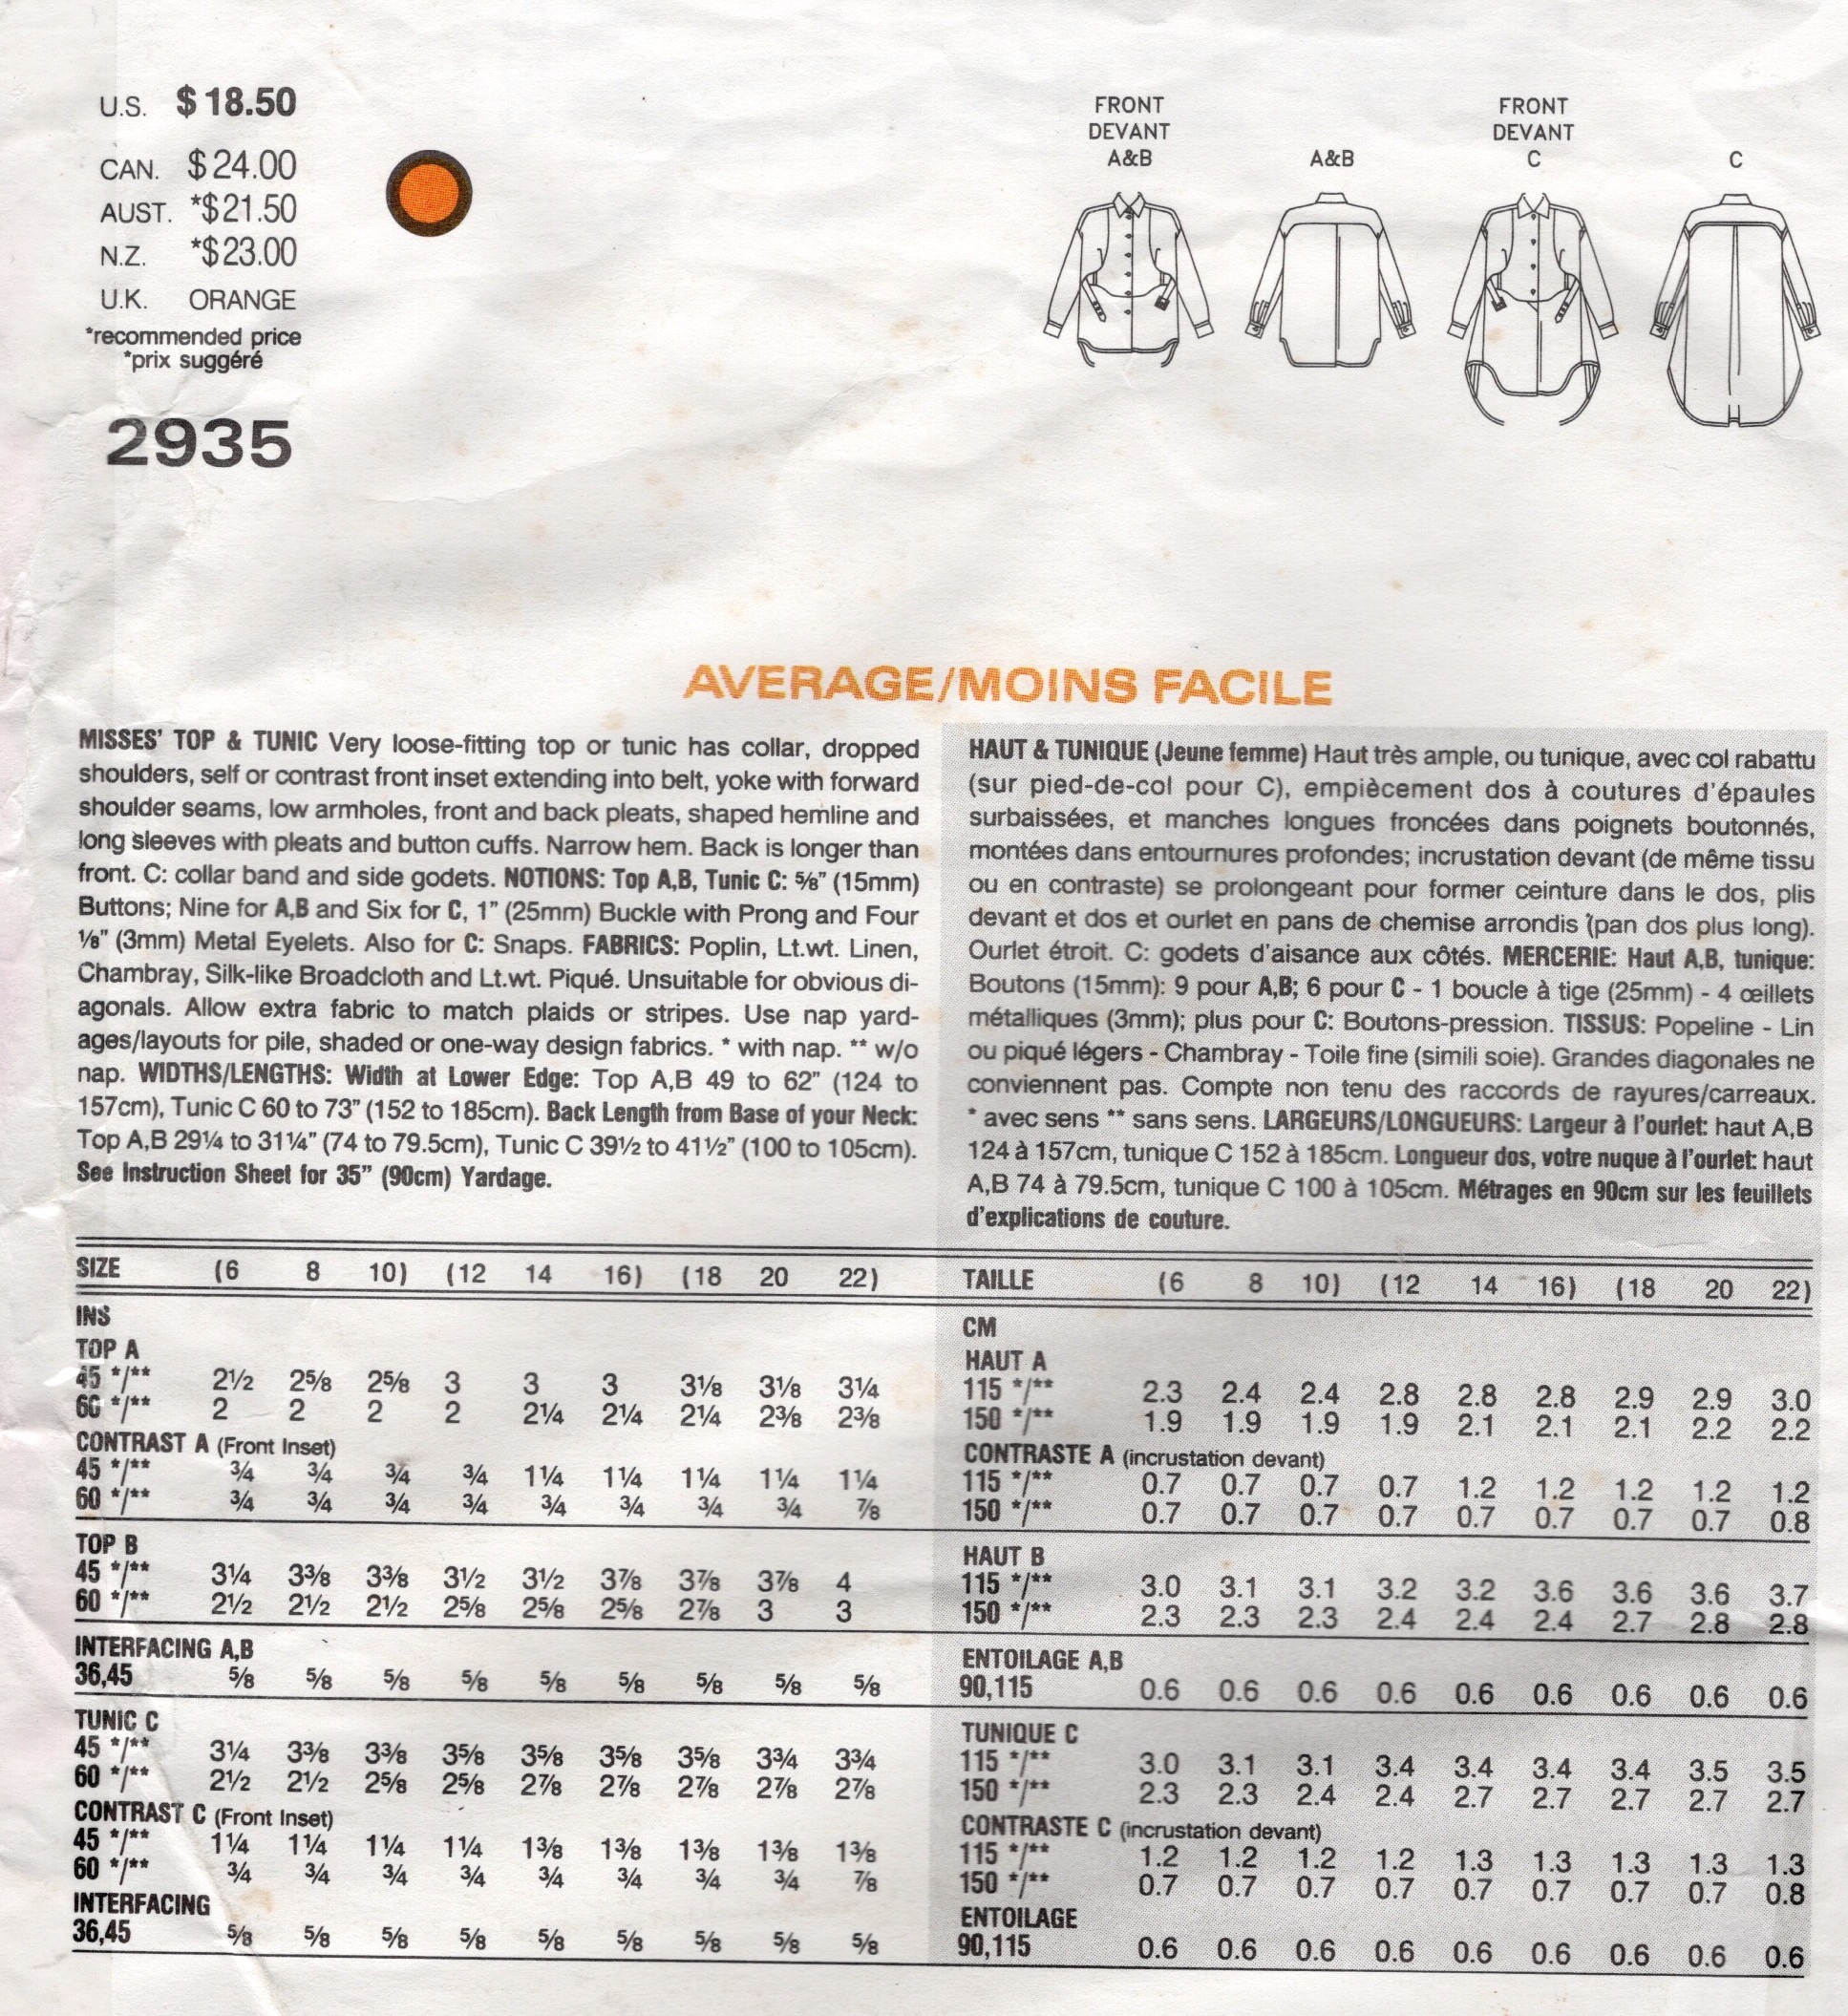 U.S. $18.50
CAN. $24.00
AUST. *$21.50
N.Z. *$23.00
U.K. ORANGE
*recommended price
*prix suggéré
2935
FRONT
DEVANT
A&B
A&B
FRONT
DEVANT
C
C
AVERAGE/MOINS FACILE
MISSES' TOP & TUNIC Very loose-fitting top or tunic has collar, dropped
shoulders, self or contrast front inset extending into belt, yoke with forward
shoulder seams, low armholes, front and back pleats, shaped hemline and
long sleeves with pleats and button cuffs. Narrow hem. Back is longer than
front. C: collar band and side godets. NOTIONS: Top A,B, Tunic C: ⅝" (15mm)
Buttons; Nine for A,B and Six for C, 1" (25mm) Buckle with Prong and Four
⅛" (3mm) Metal Eyelets. Also for C: Snaps. FABRICS: Poplin, Lt.wt. Linen,
Chambray, Silk-like Broadcloth and Lt.wt. Piqué. Unsuitable for obvious di-
agonals. Allow extra fabric to match plaids or stripes. Use nap yard-
ages/layouts for pile, shaded or one-way design fabrics. * with nap. ** w/o
nap. WIDTHS/LENGTHS: Width at Lower Edge: Top A,B 49 to 62" (124 to
157cm), Tunic C 60 to 73" (152 to 185cm). Back Length from Base of your Neck:
Top A,B 29¼ to 31¼" (74 to 79.5cm), Tunic C 39½ to 41½" (100 to 105cm).
See Instruction Sheet for 35" (90cm) Yardage.
HAUT & TUNIQUE (Jeune femme) Haut très ample, ou tunique, avec col rabattu
(sur pied-de-col pour C), empiècement dos à coutures d'épaules
surbaissées, et manches longues froncées dans poignets boutonnés,
montées dans entournures profondes; incrustation devant (de même tissu
ou en contraste) se prolongeant pour former ceinture dans le dos, plis
devant et dos et ourlet en pans de chemise arrondis (pan dos plus long).
Ourlet étroit. C: godets d'aisance aux côtés. MERCERIE: Haut A,B, tunique:
Boutons (15mm): 9 pour A,B; 6 pour C - 1 boucle à tige (25mm) - 4 œillets
métalliques (3mm); plus pour C: Boutons-pression. TISSUS: Popeline - Lin
ou piqué légers - Chambray - Toile fine (simili soie). Grandes diagonales ne
conviennent pas. Compte non tenu des raccords de rayures/carreaux.
* avec sens ** sans sens. LARGEURS/LONGUEURS: Largeur à l'ourlet: haut A,B
124 à 157cm, tunique C 152 à 185cm. Longueur dos, votre nuque à l'ourlet: haut
A,B 74 à 79.5cm, tunique C 100 à 105cm. Métrages en 90cm sur les feuillets
d'explications de couture.
SIZE (6 8 10) (12 14 16) (18 20 22)
INS
TOP A
45 */** 2½ 2⅝ 2⅝ 3 3 3 3⅛ 3⅛ 3¼
60 */** 2 2 2 2 2¼ 2¼ 2¼ 2⅜ 2⅜
CONTRAST A (Front Inset)
45 */** ¾ ¾ ¾ ¾ 1¼ 1¼ 1¼ 1¼ 1¼
60 */** ¾ ¾ ¾ ¾ ¾ ¾ ¾ ¾ ⅞
TOP B
45 */** 3¼ 3⅜ 3⅜ 3½ 3½ 3⅞ 3⅞ 3⅞ 4
60 */** 2½ 2½ 2½ 2⅝ 2⅝ 2⅝ 2⅞ 3 3
INTERFACING A,B
36,45 ⅝ ⅝ ⅝ ⅝ ⅝ ⅝ ⅝ ⅝ ⅝
TUNIC C
45 */** 3¼ 3⅜ 3⅜ 3⅝ 3⅝ 3⅝ 3⅝ 3¾ 3¾
60 */** 2½ 2½ 2⅝ 2⅝ 2⅞ 2⅞ 2⅞ 2⅞ 2⅞
CONTRAST C (Front Inset)
45 */** 1¼ 1¼ 1¼ 1¼ 1⅜ 1⅜ 1⅜ 1⅜ 1⅜
60 */** ¾ ¾ ¾ ¾ ¾ ¾ ¾ ¾ ⅞
INTERFACING
36,45 ⅝ ⅝ ⅝ ⅝ ⅝ ⅝ ⅝ ⅝ ⅝
TAILLE (6 8 10) (12 14 16) (18 20 22)
CM
HAUT A
115 */** 2.3 2.4 2.4 2.8 2.8 2.8 2.9 2.9 3.0
150 */** 1.9 1.9 1.9 1.9 2.1 2.1 2.1 2.2 2.2
CONTRASTE A (incrustation devant)
115 */** 0.7 0.7 0.7 0.7 1.2 1.2 1.2 1.2 1.2
150 */** 0.7 0.7 0.7 0.7 0.7 0.7 0.7 0.7 0.8
HAUT B
115 */** 3.0 3.1 3.1 3.2 3.2 3.6 3.6 3.6 3.7
150 */** 2.3 2.3 2.3 2.4 2.4 2.4 2.7 2.8 2.8
ENTOILAGE A,B
90,115 0.6 0.6 0.6 0.6 0.6 0.6 0.6 0.6 0.6
TUNIQUE C
115 */** 3.0 3.1 3.1 3.4 3.4 3.4 3.4 3.5 3.5
150 */** 2.3 2.3 2.4 2.4 2.7 2.7 2.7 2.7 2.7
CONTRASTE C (incrustation devant)
115 */** 1.2 1.2 1.2 1.2 1.3 1.3 1.3 1.3 1.3
150 */** 0.7 0.7 0.7 0.7 0.7 0.7 0.7 0.7 0.8
ENTOILAGE
90,115 0.6 0.6 0.6 0.6 0.6 0.6 0.6 0.6 0.6